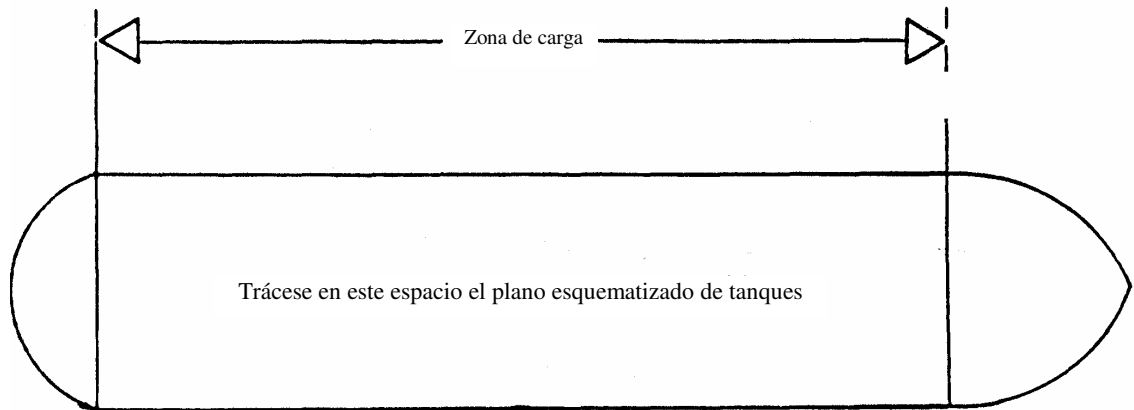 Zona de carga
Trácese en este espacio el plano esquematizado de tanques